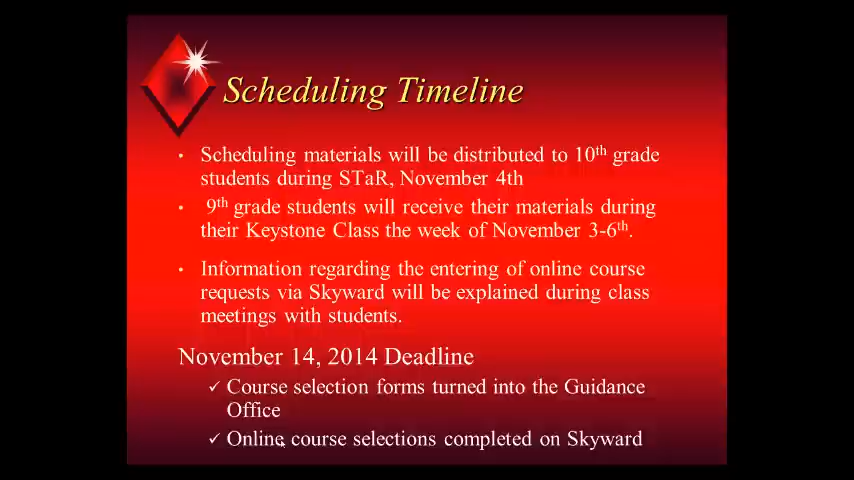 Scheduling Timeline
• Scheduling materials will be distributed to 10th grade
students during STaR, November 4th
• 9th grade students will receive their materials during
their Keystone Class the week of November 3-6th.
• Information regarding the entering of online course
requests via Skyward will be explained during class
meetings with students.
November 14, 2014 Deadline
✓ Course selection forms turned into the Guidance
Office
✓ Online course selections completed on Skyward